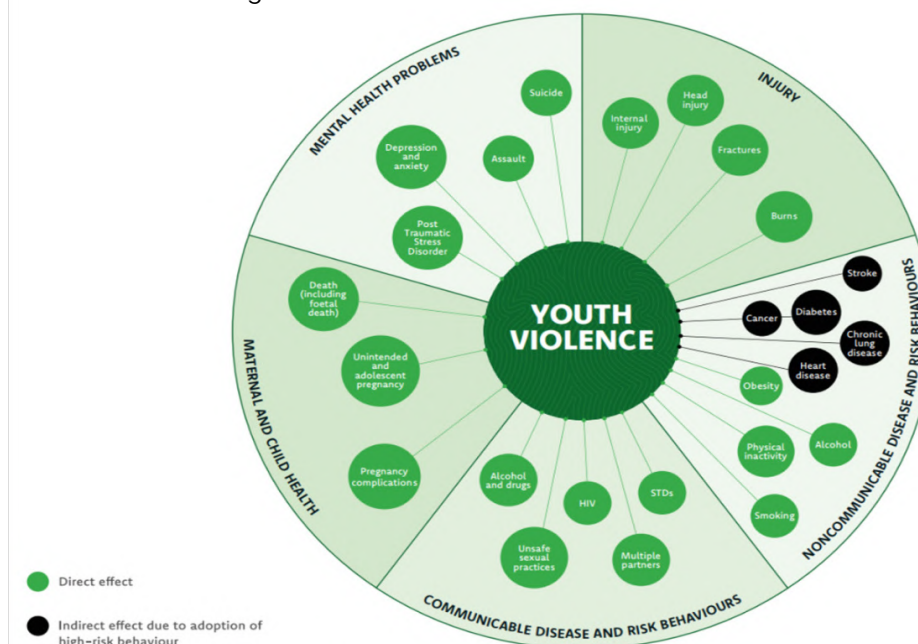 MENTAL HEALTH PROBLEMS
Suicide
Depression
and
anxiety
Assault
Post
Traumatic
Stress
Disorder
INJURY
Internal
injury
Head
injury
Fractures
Burns
YOUTH
VIOLENCE
NONCOMMUNICABLE DISEASE AND RISK BEHAVIOURS
Stroke
Cancer
Diabetes
Chronic
lung
disease
Heart
disease
Obesity
Alcohol
Physical
inactivity
Smoking
MATERNAL AND CHILD HEALTH
Death
(including
foetal
death)
Unintended
and
adolescent
pregnancy
Pregnancy
complications
Alcohol
and drugs
HIV
STDs
Unsafe
sexual
practices
Multiple
partners
COMMUNICABLE DISEASE AND RISK BEHAVIOURS
Direct effect
Indirect effect due to adoption of
high-risk behaviour